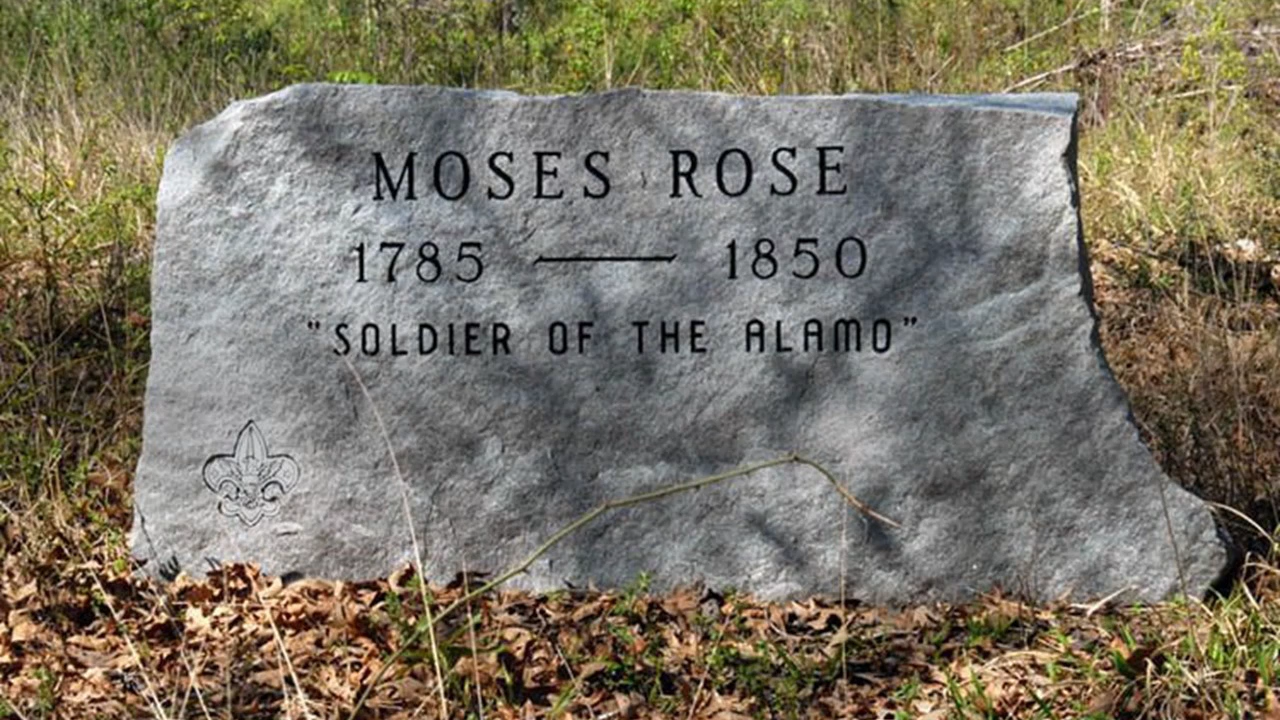 MOSES ROSE
1785 — 1850
"SOLDIER OF THE ALAMO"